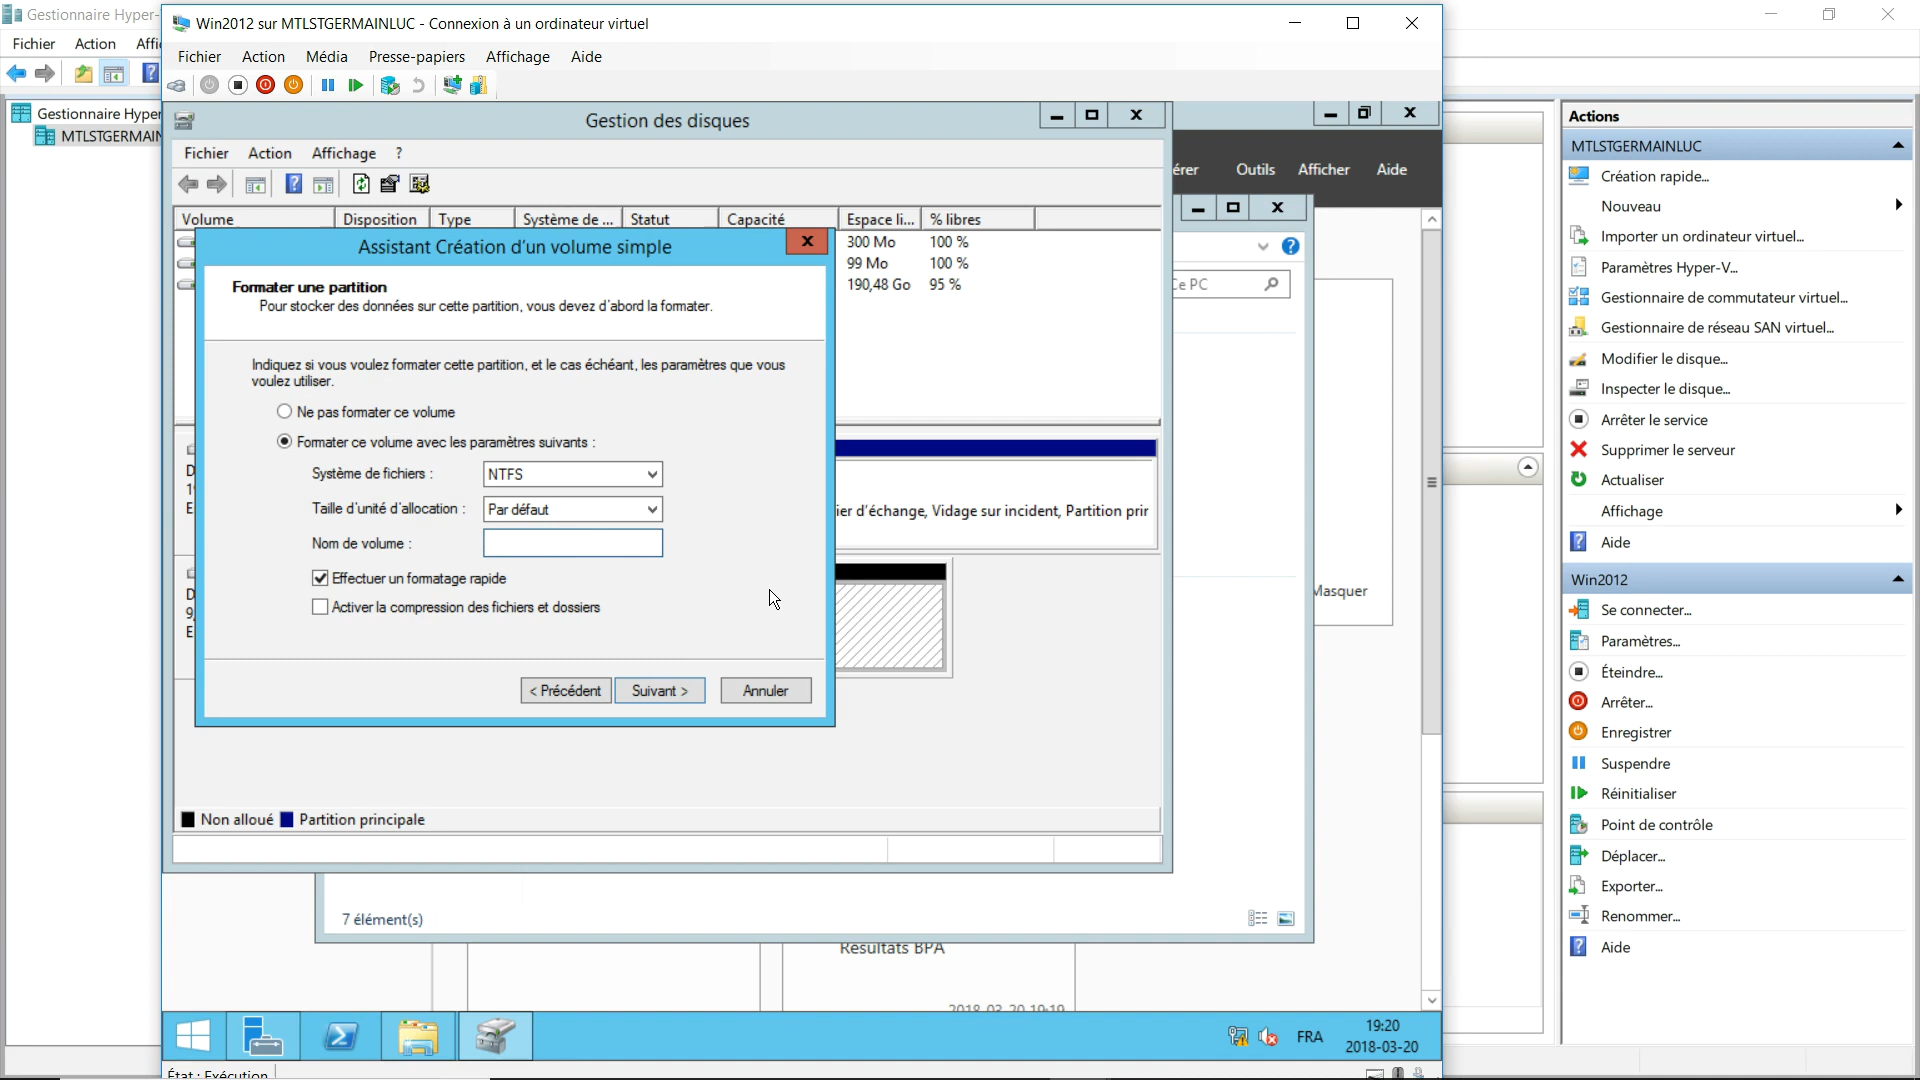 Gestionnaire Hyper-
Fichier Action Affi
Gestionnaire Hyper
MTLSTGERMAIN
Win2012 sur MTLSTGERMAINLUC - Connexion à un ordinateur virtuel
Fichier Action Média Presse-papiers Affichage Aide
Gestion des disques
Fichier Action Affichage ?
Volume Disposition Type Système de ... Statut Capacité Espace li... % libres
300 Mo 100 %
99 Mo 100 %
190,48 Go 95 %
Assistant Création d'un volume simple
Formater une partition
Pour stocker des données sur cette partition, vous devez d'abord la formater.
Indiquez si vous voulez formater cette partition, et le cas échéant, les paramètres que vous
voulez utiliser.
Ne pas formater ce volume
Formater ce volume avec les paramètres suivants :
Système de fichiers : NTFS
Taille d'unité d'allocation : Par défaut
Nom de volume :
Effectuer un formatage rapide
Activer la compression des fichiers et dossiers
< Précédent Suivant > Annuler
ier d'échange, Vidage sur incident, Partition prir
Non alloué Partition principale
érer Outils Afficher Aide
Ce PC
Masquer
7 élément(s)
Résultats BPA
2018-03-20 19:19
FRA
19:20
2018-03-20
État : Exécution
Actions
MTLSTGERMAINLUC
Création rapide...
Nouveau
Importer un ordinateur virtuel...
Paramètres Hyper-V...
Gestionnaire de commutateur virtuel...
Gestionnaire de réseau SAN virtuel...
Modifier le disque...
Inspecter le disque...
Arrêter le service
Supprimer le serveur
Actualiser
Affichage
Aide
Win2012
Se connecter...
Paramètres...
Éteindre...
Arrêter...
Enregistrer
Suspendre
Réinitialiser
Point de contrôle
Déplacer...
Exporter...
Renommer...
Aide